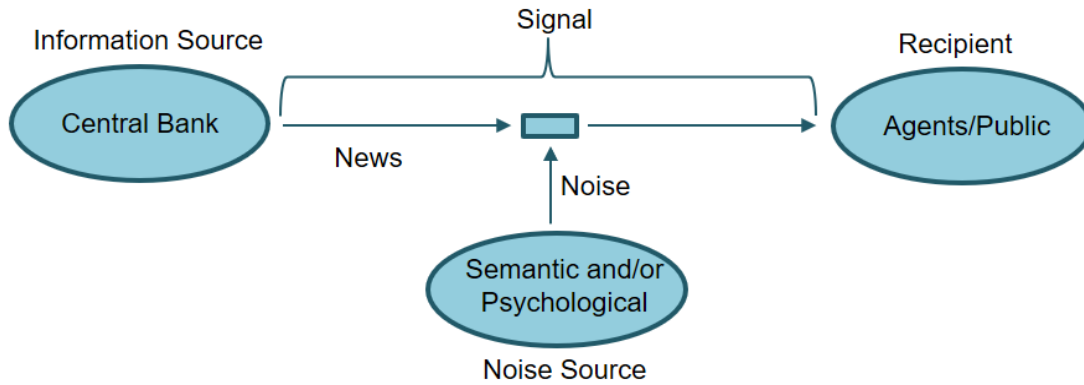 Signal
Information Source
Recipient
Central Bank
Agents/Public
News
Noise
Semantic and/or
Psychological
Noise Source